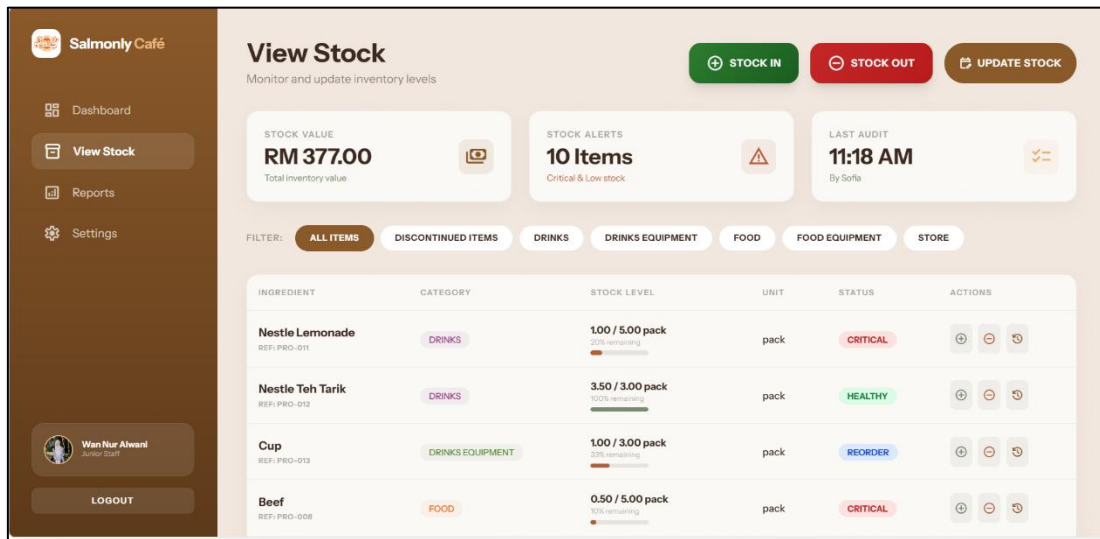 Salmonly Café
Dashboard
View Stock
Reports
Settings
Wan Nur Alwani
Junior Staff
LOGOUT
View Stock
Monitor and update inventory levels
STOCK IN
STOCK OUT
UPDATE STOCK
STOCK VALUE
RM 377.00
Total inventory value
STOCK ALERTS
10 Items
Critical & Low stock
LAST AUDIT
11:18 AM
By Sofia
FILTER: ALL ITEMS DISCONTINUED ITEMS DRINKS DRINKS EQUIPMENT FOOD FOOD EQUIPMENT STORE
INGREDIENT CATEGORY STOCK LEVEL UNIT STATUS ACTIONS
Nestle Lemonade
REF: PRO-011
DRINKS
1.00 / 5.00 pack
20% remaining
pack
CRITICAL
Nestle Teh Tarik
REF: PRO-012
DRINKS
3.50 / 3.00 pack
100% remaining
pack
HEALTHY
Cup
REF: PRO-013
DRINKS EQUIPMENT
1.00 / 3.00 pack
33% remaining
pack
REORDER
Beef
REF: PRO-008
FOOD
0.50 / 5.00 pack
10% remaining
pack
CRITICAL